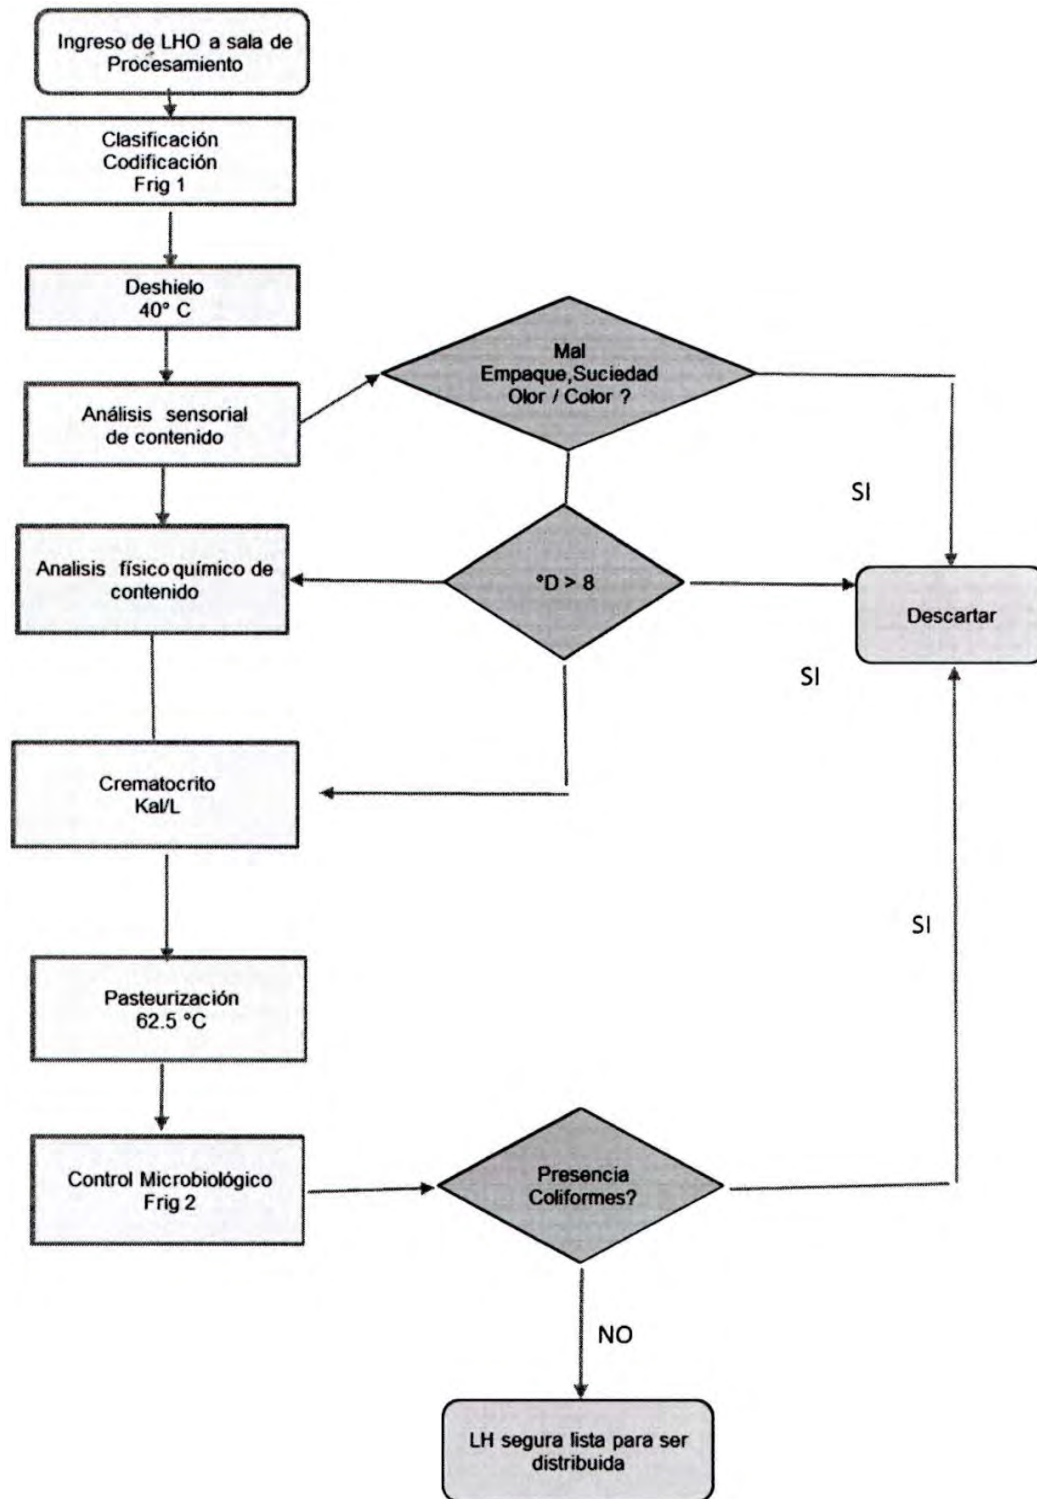 Ingreso de LHO a sala de
Procesamiento
Clasificación
Codificación
Frig 1
Deshielo
40° C
Mal
Empaque,Suciedad
Olor / Color ?
Análisis sensorial
de contenido
SI
Analisis físico químico de
contenido
°D > 8
Descartar
SI
Crematocrito
Kal/L
SI
Pasteurización
62.5 °C
Control Microbiológico
Frig 2
Presencia
Coliformes?
NO
LH segura lista para ser
distribuida